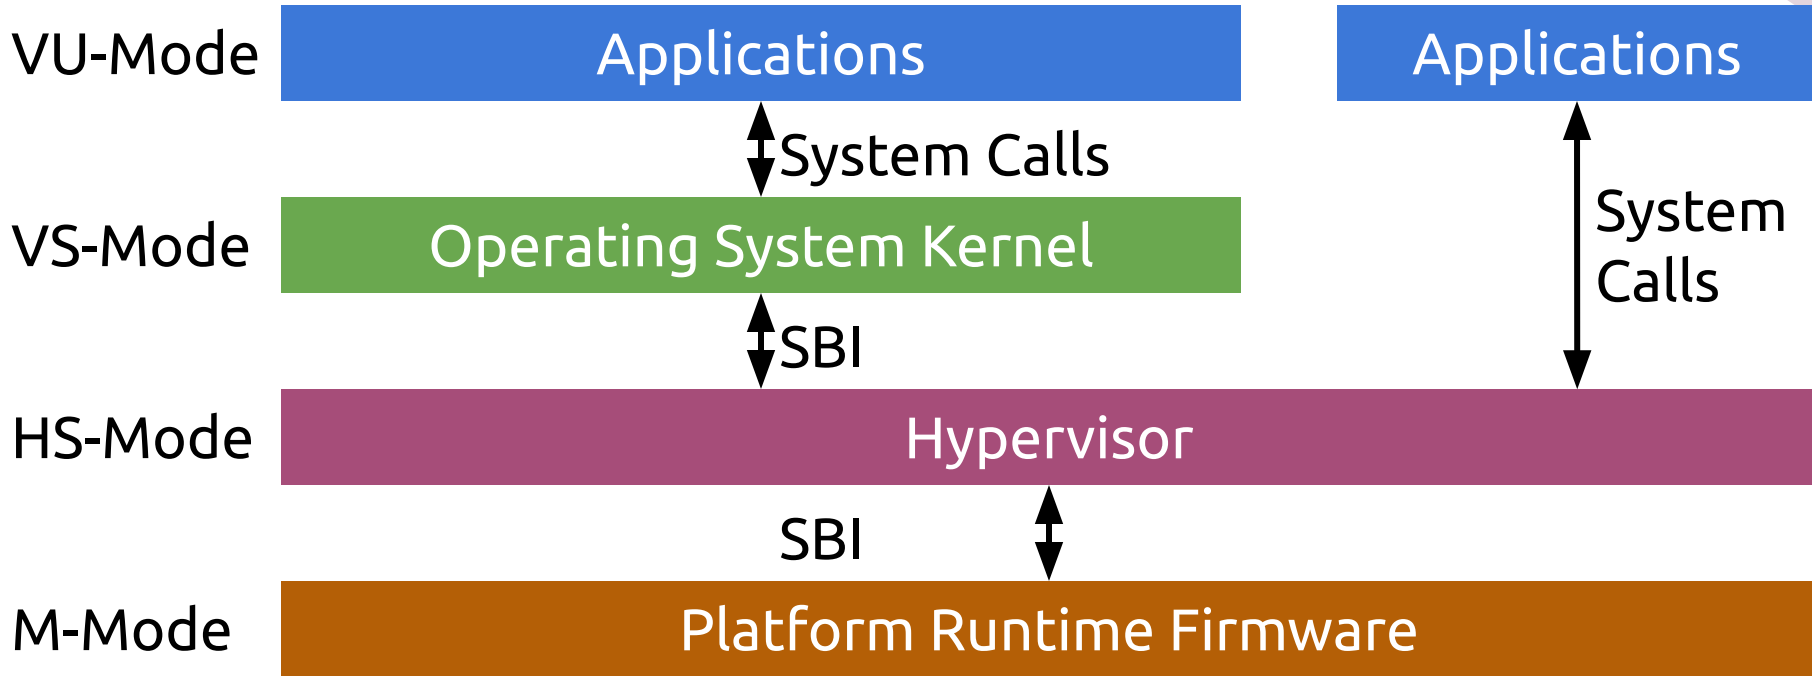 VU-Mode
Applications
Applications
System Calls
System
Calls
VS-Mode
Operating System Kernel
SBI
HS-Mode
Hypervisor
SBI
M-Mode
Platform Runtime Firmware